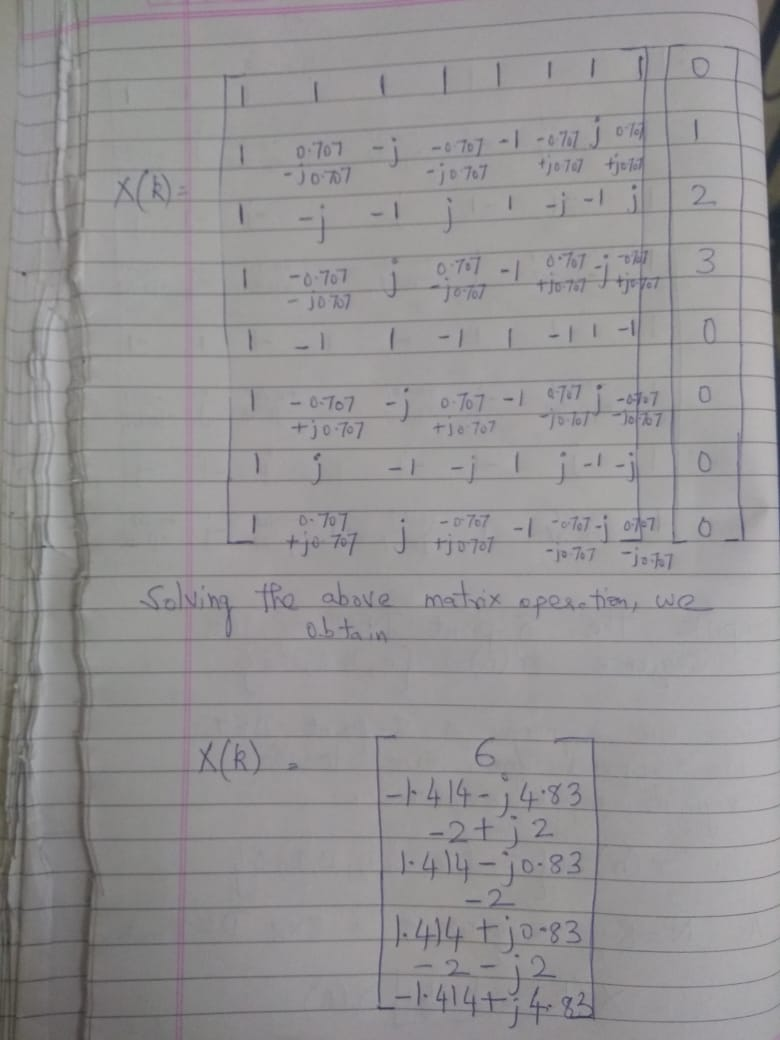 1 1 1 1 1 1 1 1 0
1 0.707 -j0.707 -j -0.707 -j0.707 -1 -0.707 +j0.707 j 0.707 +j0.707 1
X(k) = 1 -j -1 j 1 -j -1 j 2
1 -0.707 -j0.707 j 0.707 -j0.707 -1 0.707 +j0.707 -j -0.707 +j0.707 3
1 -1 1 -1 1 -1 1 -1 0
1 -0.707 +j0.707 -j 0.707 +j0.707 -1 0.707 -j0.707 j -0.707 -j0.707 0
1 j -1 -j 1 j -1 -j 0
1 0.707 +j0.707 j -0.707 +j0.707 -1 -0.707 -j0.707 -j 0.707 -j0.707 0
Solving the above matrix operation, we
obtain
X(k) =
6
-1.414-j4.83
-2+j2
1.414-j0.83
-2
1.414+j0.83
-2-j2
-1.414+j4.83